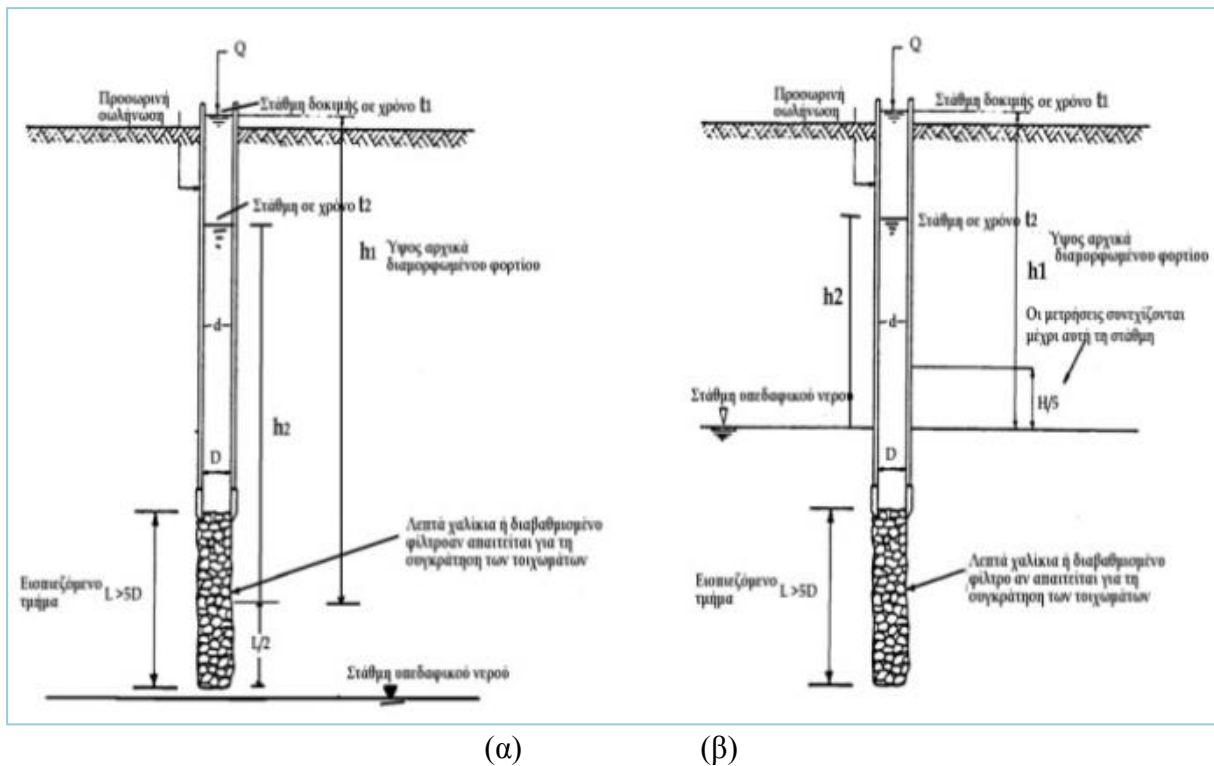 Q
Προσωρινή
σωλήνωση
Στάθμη δοκιμής σε χρόνο t1
Στάθμη σε χρόνο t2
h1 Ύψος αρχικά
διαμορφωμένου φορτίου
d
h2
D
Λεπτά χαλίκια ή διαβαθμισμένο
φίλτροαν απαιτείται για τη
συγκράτηση των τοιχωμάτων
Εισπιεζόμενο
τμήμα
L >5D
L/2
Στάθμη υπεδαφικού νερού
Q
Προσωρινή
σωλήνωση
Στάθμη δοκιμής σε χρόνο t1
Στάθμη σε χρόνο t2
Ύψος αρχικά
διαμορφωμένου φορτίου
h1
h2
d
Οι μετρήσεις συνεχίζονται
μέχρι αυτή τη στάθμη
Στάθμη υπεδαφικού νερο
H/5
D
Λεπτά χαλίκια ή διαβαθμισμένο
φίλτρο αν απαιτείται για τη
συγκράτηση των τοιχωμάτων
Εισπιεζόμενο
τμήμα
L >5D
(α) (β)